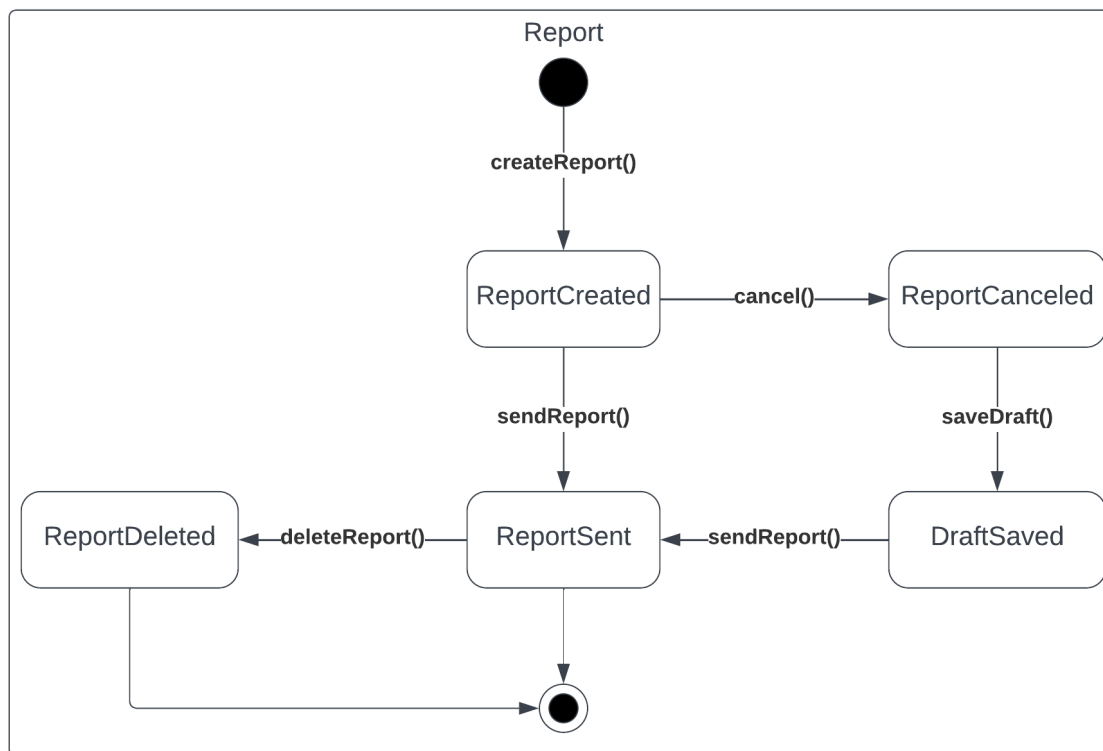 Report
createReport()
ReportCreated
cancel()
ReportCanceled
sendReport()
saveDraft()
ReportDeleted
deleteReport()
ReportSent
sendReport()
DraftSaved